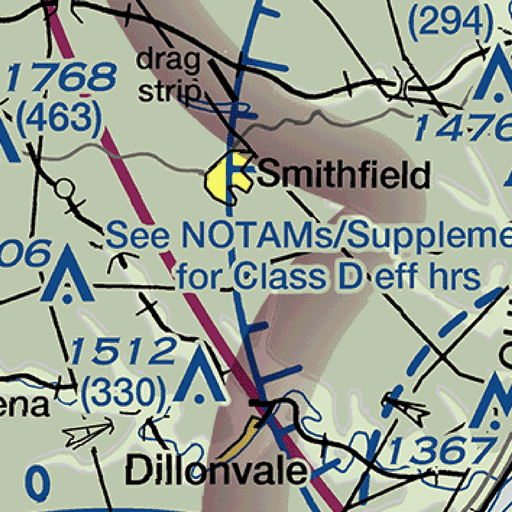 (294)
drag
strip
1768
(463)
1476
Smithfield
See NOTAMs/Suppleme
for Class D eff hrs
06
1512
(330)
ena
1367
Dillonvale
0